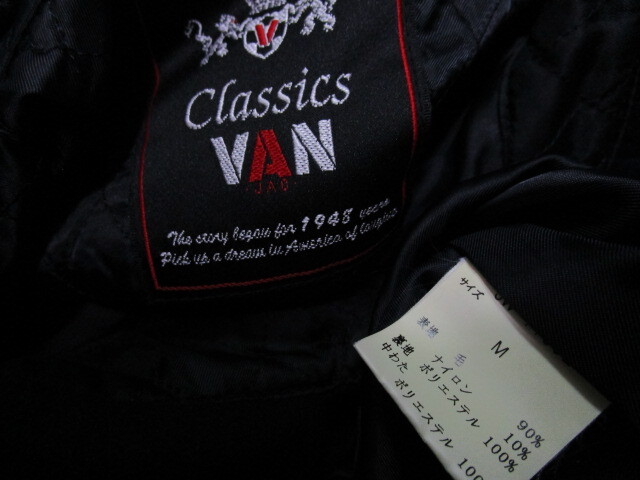 V
Classics
VAN
JAC
The story began for 1948 years
Pick up a dream in America of
サイズ M
表地 毛 90%
ナイロン 10%
裏地 ポリエステル 100%
中わた ポリエステル 100